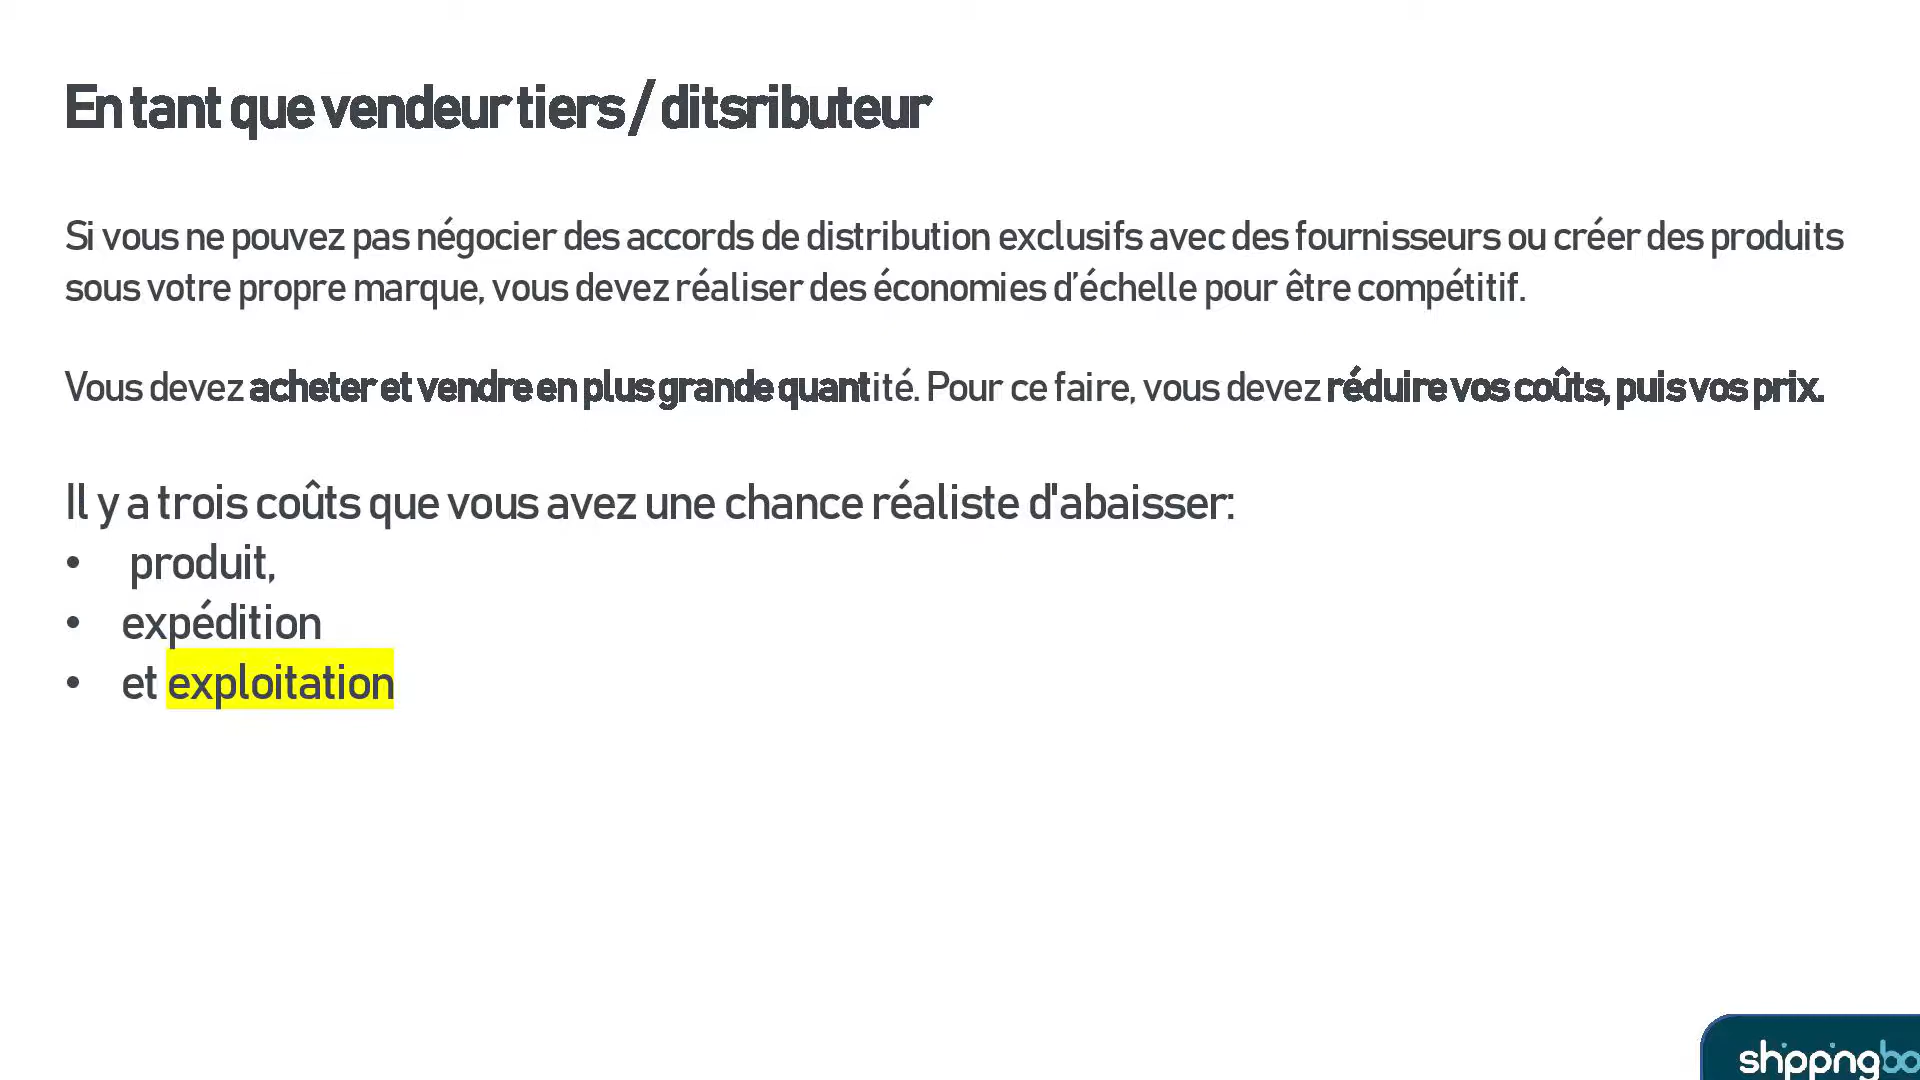 En tant que vendeur tiers / ditsributeur
Si vous ne pouvez pas négocier des accords de distribution exclusifs avec des fournisseurs ou créer des produits
sous votre propre marque, vous devez réaliser des économies d’échelle pour être compétitif.
Vous devez acheter et vendre en plus grande quantité. Pour ce faire, vous devez réduire vos coûts, puis vos prix.
Il y a trois coûts que vous avez une chance réaliste d'abaisser:
• produit,
• expédition
• et exploitation
shippingbo